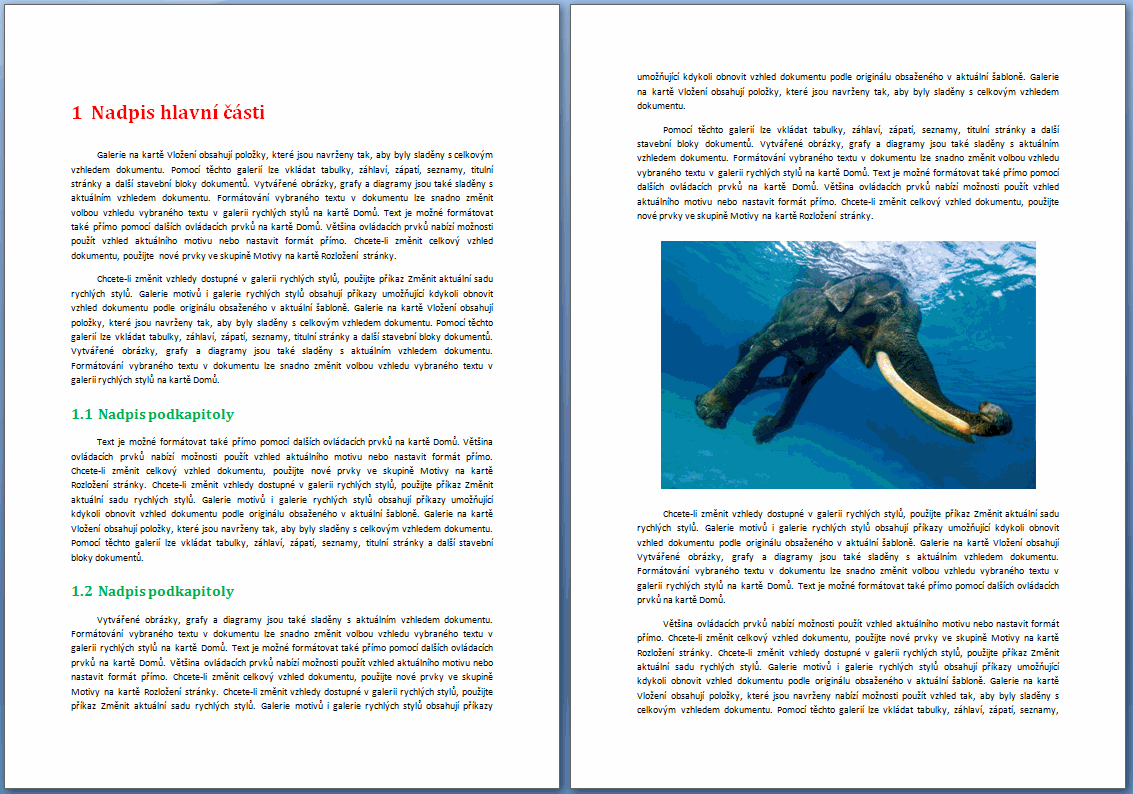 1 Nadpis hlavní části
Galerie na kartě Vložení obsahují položky, které jsou navrženy tak, aby byly sladěny s celkovým
vzhledem dokumentu. Pomocí těchto galerií lze vkládat tabulky, záhlaví, zápatí, seznamy, titulní
stránky a další stavební bloky dokumentů. Vytvářené obrázky, grafy a diagramy jsou také sladěny s
aktuálním vzhledem dokumentu. Formátování vybraného textu v dokumentu lze snadno změnit
volbou vzhledu vybraného textu v galerii rychlých stylů na kartě Domů. Text je možné formátovat
také přímo pomocí dalších ovládacích prvků na kartě Domů. Většina ovládacích prvků nabízí možnosti
použít vzhled aktuálního motivu nebo nastavit formát přímo. Chcete-li změnit celkový vzhled
dokumentu, použijte nové prvky ve skupině Motivy na kartě Rozložení stránky.
Chcete-li změnit vzhledy dostupné v galerii rychlých stylů, použijte příkaz Změnit aktuální sadu
rychlých stylů. Galerie motivů i galerie rychlých stylů obsahují příkazy umožňující kdykoli obnovit
vzhled dokumentu podle originálu obsaženého v aktuální šabloně. Galerie na kartě Vložení obsahují
položky, které jsou navrženy tak, aby byly sladěny s celkovým vzhledem dokumentu. Pomocí těchto
galerií lze vkládat tabulky, záhlaví, zápatí, seznamy, titulní stránky a další stavební bloky dokumentů.
Vytvářené obrázky, grafy a diagramy jsou také sladěny s aktuálním vzhledem dokumentu.
Formátování vybraného textu v dokumentu lze snadno změnit volbou vzhledu vybraného textu v
galerii rychlých stylů na kartě Domů.
1.1 Nadpis podkapitoly
Text je možné formátovat také přímo pomocí dalších ovládacích prvků na kartě Domů. Většina
ovládacích prvků nabízí možnosti použít vzhled aktuálního motivu nebo nastavit formát přímo.
Chcete-li změnit celkový vzhled dokumentu, použijte nové prvky ve skupině Motivy na kartě
Rozložení stránky. Chcete-li změnit vzhledy dostupné v galerii rychlých stylů, použijte příkaz Změnit
aktuální sadu rychlých stylů. Galerie motivů i galerie rychlých stylů obsahují příkazy umožňující
kdykoli obnovit vzhled dokumentu podle originálu obsaženého v aktuální šabloně. Galerie na kartě
Vložení obsahují položky, které jsou navrženy tak, aby byly sladěny s celkovým vzhledem dokumentu.
Pomocí těchto galerií lze vkládat tabulky, záhlaví, zápatí, seznamy, titulní stránky a další stavební
bloky dokumentů.
1.2 Nadpis podkapitoly
Vytvářené obrázky, grafy a diagramy jsou také sladěny s aktuálním vzhledem dokumentu.
Formátování vybraného textu v dokumentu lze snadno změnit volbou vzhledu vybraného textu v
galerii rychlých stylů na kartě Domů. Text je možné formátovat také přímo pomocí dalších ovládacích
prvků na kartě Domů. Většina ovládacích prvků nabízí možnosti použít vzhled aktuálního motivu nebo
nastavit formát přímo. Chcete-li změnit celkový vzhled dokumentu, použijte nové prvky ve skupině
Motivy na kartě Rozložení stránky. Chcete-li změnit vzhledy dostupné v galerii rychlých stylů, použijte
příkaz Změnit aktuální sadu rychlých stylů. Galerie motivů i galerie rychlých stylů obsahují příkazy
umožňující kdykoli obnovit vzhled dokumentu podle originálu obsaženého v aktuální šabloně. Galerie
na kartě Vložení obsahují položky, které jsou navrženy tak, aby byly sladěny s celkovým vzhledem
dokumentu.
Pomocí těchto galerií lze vkládat tabulky, záhlaví, zápatí, seznamy, titulní stránky a další
stavební bloky dokumentů. Vytvářené obrázky, grafy a diagramy jsou také sladěny s aktuálním
vzhledem dokumentu. Formátování vybraného textu v dokumentu lze snadno změnit volbou vzhledu
vybraného textu v galerii rychlých stylů na kartě Domů. Text je možné formátovat také přímo pomocí
dalších ovládacích prvků na kartě Domů. Většina ovládacích prvků nabízí možnosti použít vzhled
aktuálního motivu nebo nastavit formát přímo. Chcete-li změnit celkový vzhled dokumentu, použijte
nové prvky ve skupině Motivy na kartě Rozložení stránky.
Chcete-li změnit vzhledy dostupné v galerii rychlých stylů, použijte příkaz Změnit aktuální sadu
rychlých stylů. Galerie motivů i galerie rychlých stylů obsahují příkazy umožňující kdykoli obnovit
vzhled dokumentu podle originálu obsaženého v aktuální šabloně. Galerie na kartě Vložení obsahují
Vytvářené obrázky, grafy a diagramy jsou také sladěny s aktuálním vzhledem dokumentu.
Formátování vybraného textu v dokumentu lze snadno změnit volbou vzhledu vybraného textu v
galerii rychlých stylů na kartě Domů. Text je možné formátovat také přímo pomocí dalších ovládacích
prvků na kartě Domů.
Většina ovládacích prvků nabízí možnosti použít vzhled aktuálního motivu nebo nastavit formát
přímo. Chcete-li změnit celkový vzhled dokumentu, použijte nové prvky ve skupině Motivy na kartě
Rozložení stránky. Chcete-li změnit vzhledy dostupné v galerii rychlých stylů, použijte příkaz Změnit
aktuální sadu rychlých stylů. Galerie motivů i galerie rychlých stylů obsahují příkazy umožňující
kdykoli obnovit vzhled dokumentu podle originálu obsaženého v aktuální šabloně. Galerie na kartě
Vložení obsahují položky, které jsou navrženy nabízí možnosti použít vzhled tak, aby byly sladěny s
celkovým vzhledem dokumentu. Pomocí těchto galerií lze vkládat tabulky, záhlaví, zápatí, seznamy,